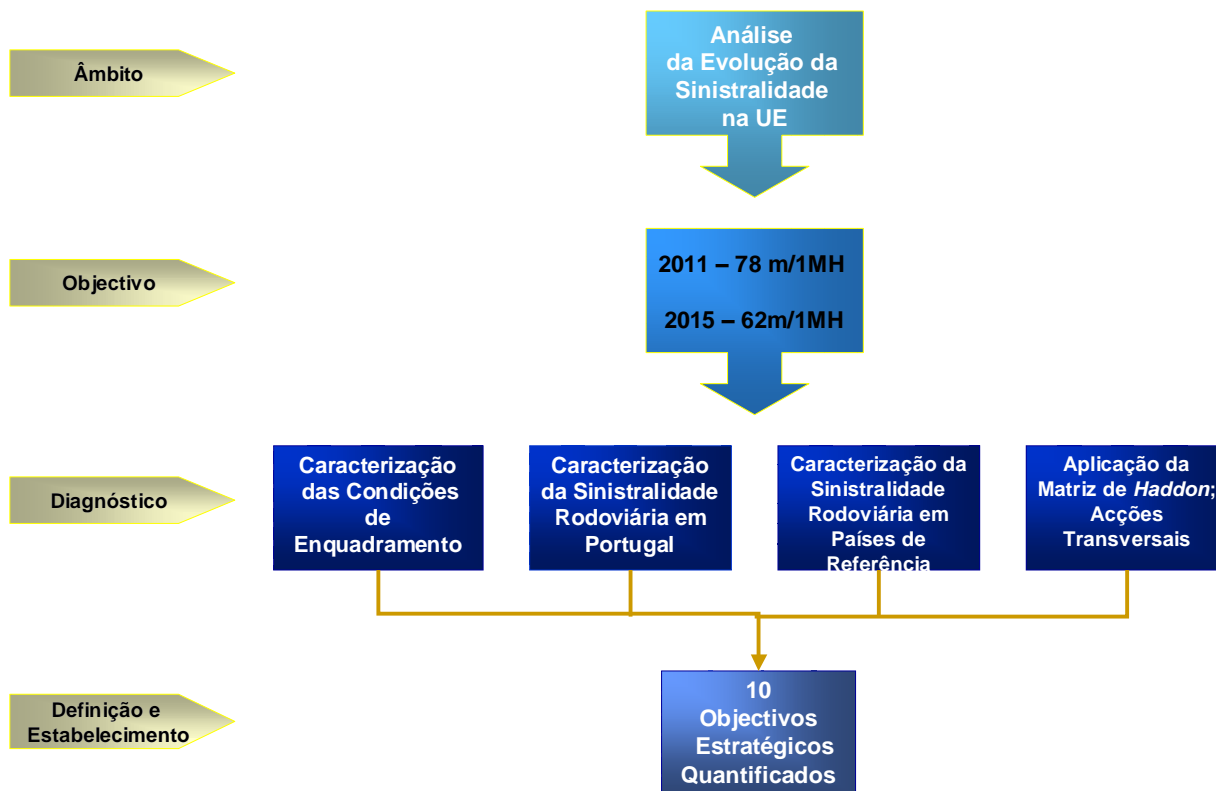 Âmbito
Análise
da Evolução da
Sinistralidade
na UE
Objectivo
2011 – 78 m/1MH
2015 – 62m/1MH
Diagnóstico
Caracterização
das Condições
de
Enquadramento
Caracterização
da Sinistralidade
Rodoviária em
Portugal
Caracterização da
Sinistralidade
Rodoviária em
Países de
Referência
Aplicação da
Matriz de Haddon;
Acções
Transversais
Definição e
Estabelecimento
10
Objectivos
Estratégicos
Quantificados